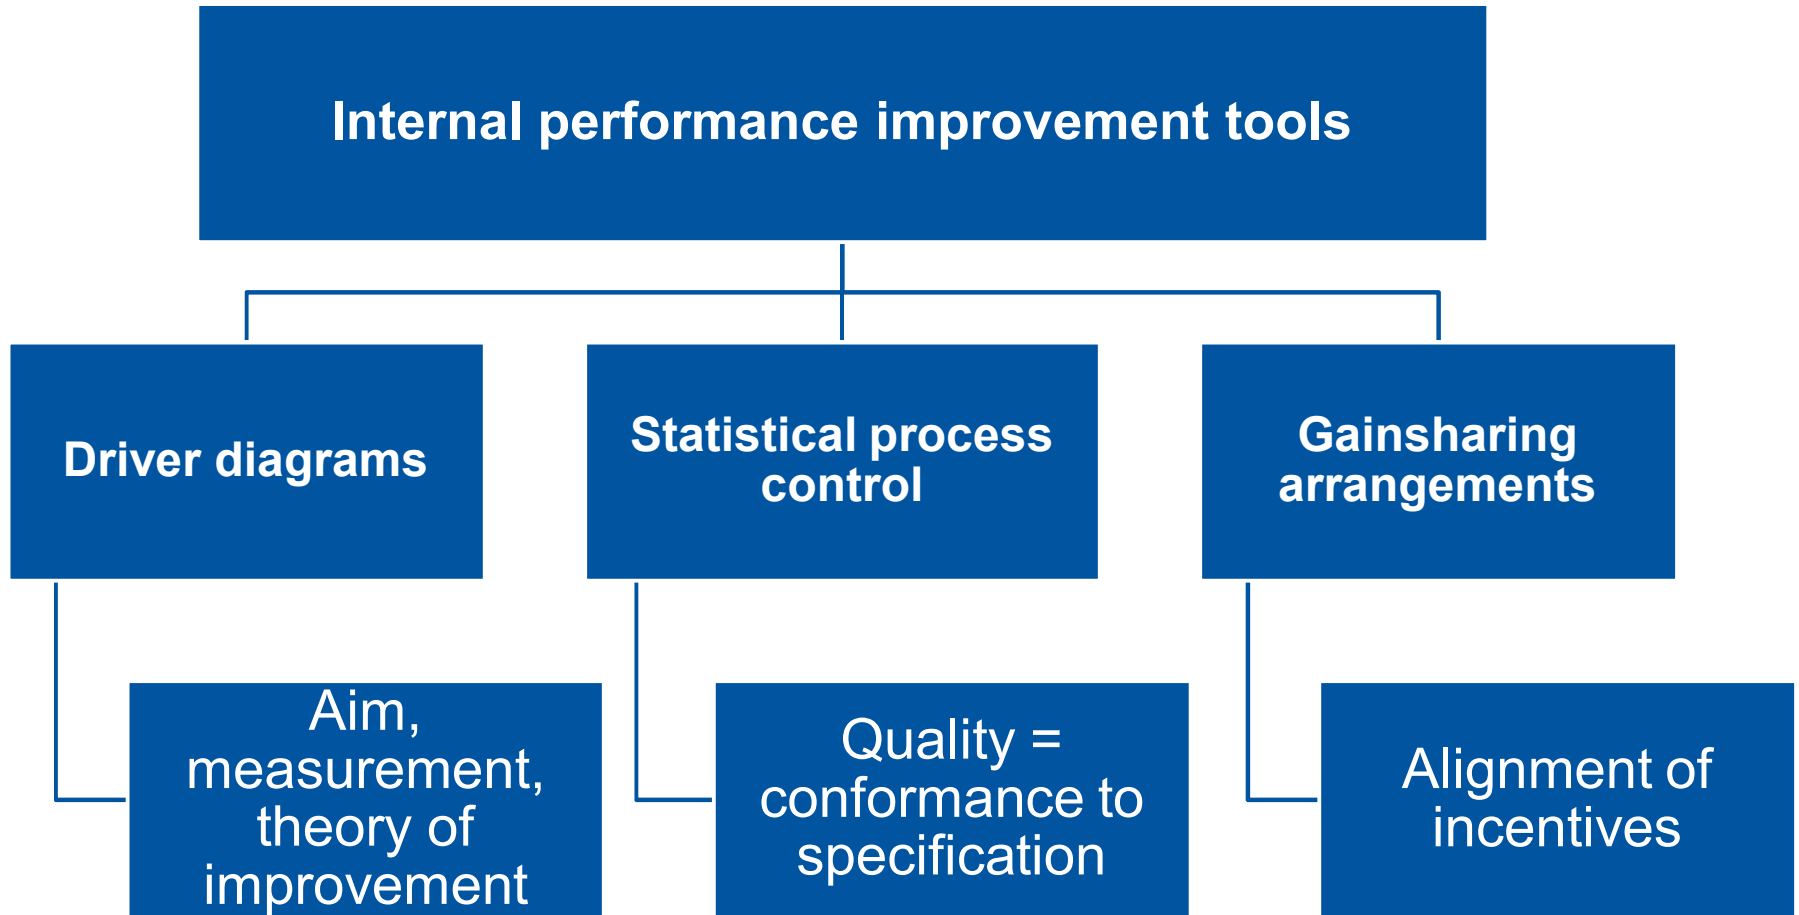 Internal performance improvement tools
Driver diagrams
Statistical process
control
Gainsharing
arrangements
Aim,
measurement,
theory of
improvement
Quality =
conformance to
specification
Alignment of
incentives